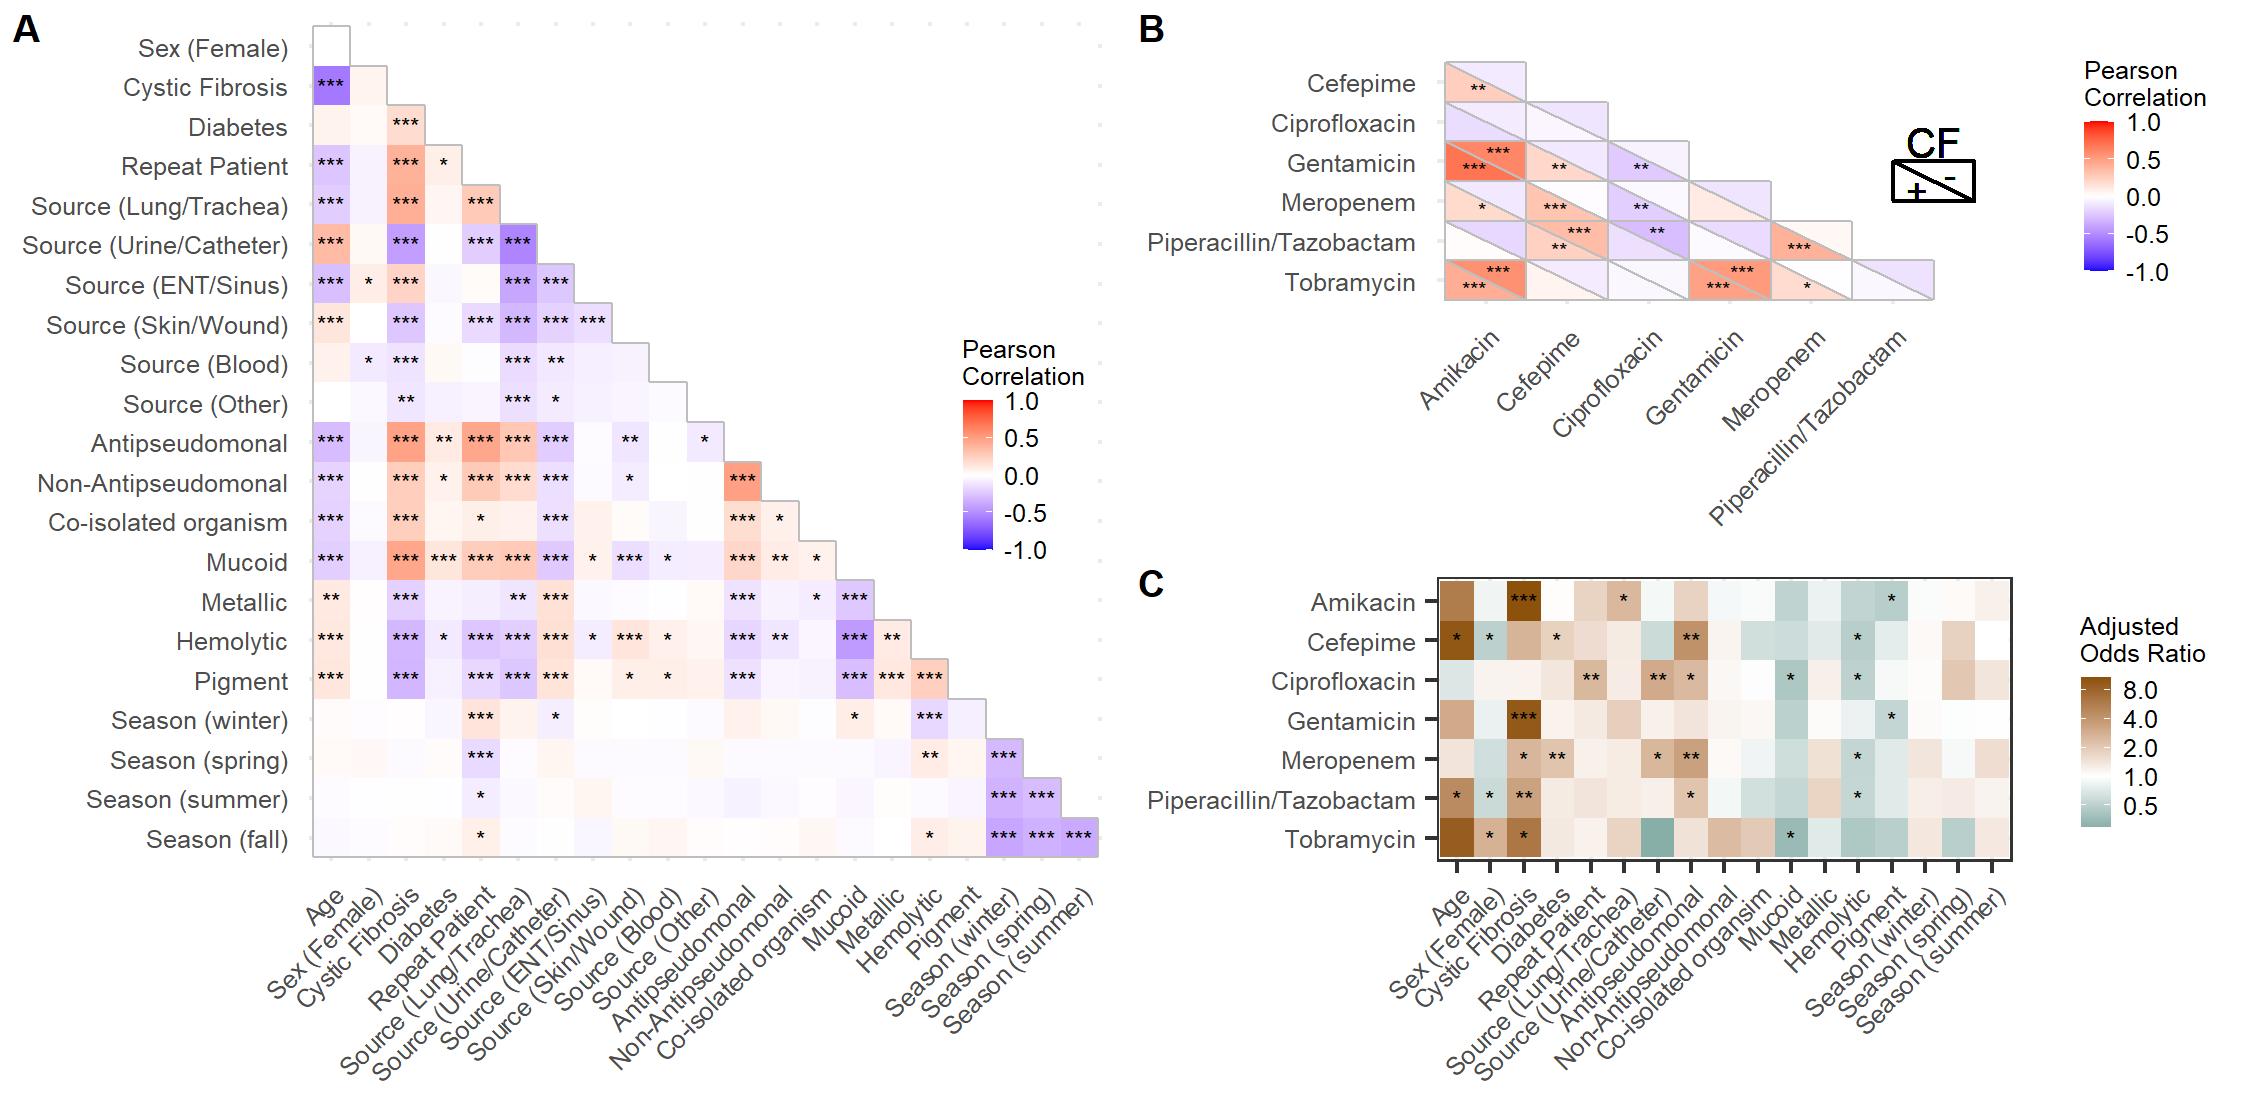 A
Sex (Female)
Cystic Fibrosis ***
Diabetes ***
Repeat Patient *** *** *
Source (Lung/Trachea) *** *** ***
Source (Urine/Catheter) *** *** *** ***
Source (ENT/Sinus) *** * *** *** ***
Source (Skin/Wound) *** *** *** *** *** ***
Source (Blood) * *** *** **
Source (Other) ** *** *
Antipseudomonal *** *** ** *** *** *** ** *
Non-Antipseudomonal *** *** * *** *** *** * ***
Co-isolated organism *** *** * *** *** *
Mucoid *** *** *** *** *** *** * *** * *** ** *
Metallic ** *** ** *** *** * ***
Hemolytic *** *** * *** *** *** * *** * *** ** *** **
Pigment *** *** *** *** *** * * *** *** *** ***
Season (winter) *** * * ***
Season (spring) *** ** ***
Season (summer) * *** ***
Season (fall) * * *** *** ***
Age
Sex (Female)
Cystic Fibrosis
Diabetes
Repeat Patient
Source (Lung/Trachea)
Source (Urine/Catheter)
Source (ENT/Sinus)
Source (Skin/Wound)
Source (Blood)
Source (Other)
Antipseudomonal
Non-Antipseudomonal
Co-isolated organism
Mucoid
Metallic
Hemolytic
Pigment
Season (winter)
Season (spring)
Season (summer)
Pearson
Correlation
1.0
0.5
0.0
-0.5
-1.0
B
Cefepime **
Ciprofloxacin
Gentamicin *** *** ** **
Meropenem * *** **
Piperacillin/Tazobactam *** ** ** ***
Tobramycin *** *** *** *** *
Amikacin
Cefepime
Ciprofloxacin
Gentamicin
Meropenem
Piperacillin/Tazobactam
CF
+ -
Pearson
Correlation
1.0
0.5
0.0
-0.5
-1.0
C
Amikacin *** * *
Cefepime * * * ** *
Ciprofloxacin ** ** * * *
Gentamicin *** *
Meropenem * ** * ** *
Piperacillin/Tazobactam * * ** * *
Tobramycin * * *
Age
Sex (Female)
Cystic Fibrosis
Diabetes
Repeat Patient
Source (Lung/Trachea)
Source (Urine/Catheter)
Antipseudomonal
Non-Antipseudomonal
Co-isolated organsim
Mucoid
Metallic
Hemolytic
Pigment
Season (winter)
Season (spring)
Season (summer)
Adjusted
Odds Ratio
8.0
4.0
2.0
1.0
0.5